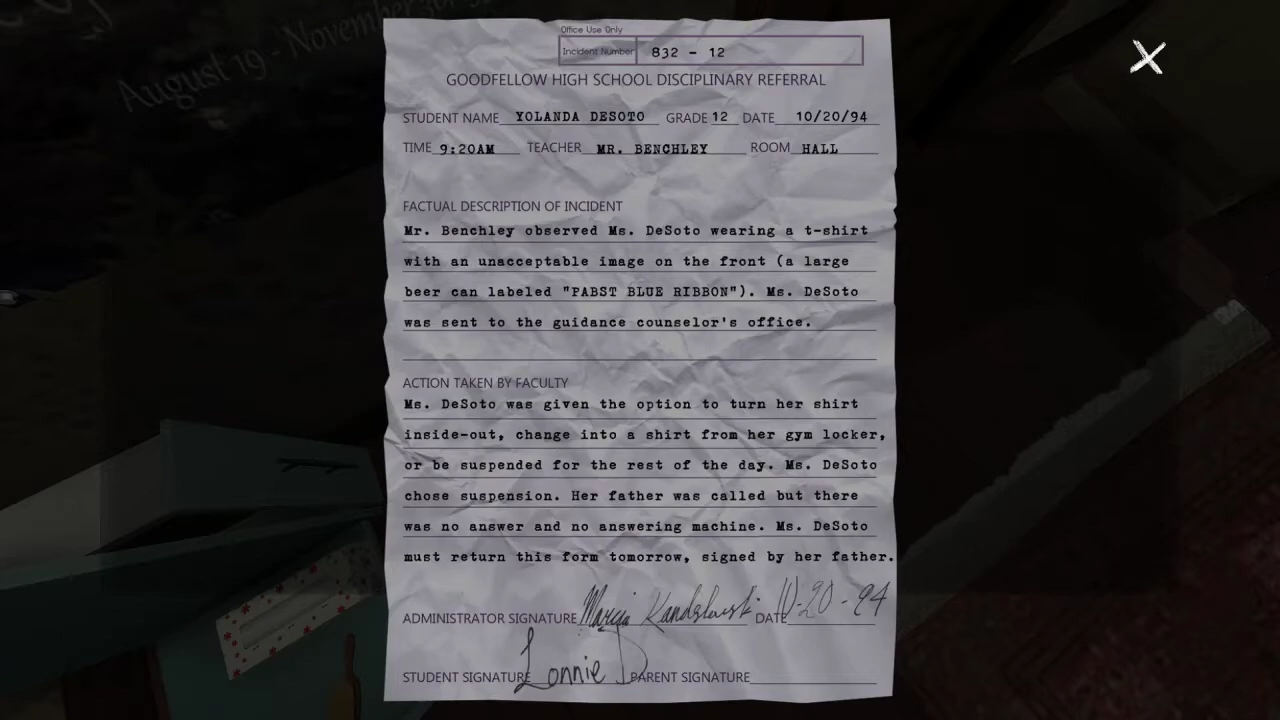 August 19 - November
Office Use Only
Incident Number 832 - 12
GOODFELLOW HIGH SCHOOL DISCIPLINARY REFERRAL
STUDENT NAME YOLANDA DESOTO GRADE 12 DATE 10/20/94
TIME 9:20AM TEACHER MR. BENCHLEY ROOM HALL
FACTUAL DESCRIPTION OF INCIDENT
Mr. Benchley observed Ms. DeSoto wearing a t-shirt
with an unacceptable image on the front (a large
beer can labeled "PABST BLUE RIBBON"). Ms. DeSoto
was sent to the guidance counselor's office.
ACTION TAKEN BY FACULTY
Ms. DeSoto was given the option to turn her shirt
inside-out, change into a shirt from her gym locker,
or be suspended for the rest of the day. Ms. DeSoto
chose suspension. Her father was called but there
was no answer and no answering machine. Ms. DeSoto
must return this form tomorrow, signed by her father.
ADMINISTRATOR SIGNATURE DATE 10-20-94
STUDENT SIGNATURE Lonnie D PARENT SIGNATURE